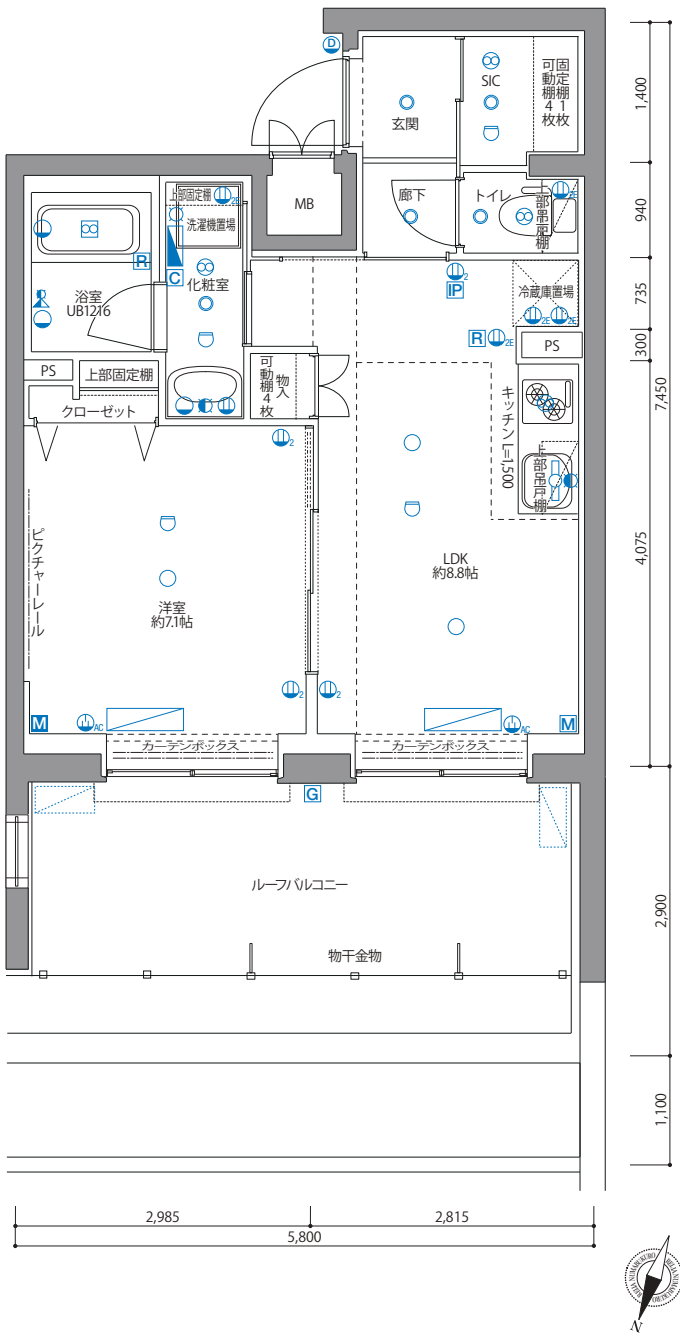 D
SIC
固定棚1枚
可動棚4枚
玄関
1,400
MB
廊下
トイレ
上部吊戸棚
2E
940
上部固定棚
2E
洗濯機置場
R
C
化粧室
浴室
UB1216
2
IP
冷蔵庫置場
2E
2E
735
R
2E
PS
300
7,450
PS
上部固定棚
物入
可動棚4枚
クローゼット
キッチン L=1,500
上部吊戸棚
2
ピクチャーレール
LDK
約8.8帖
4,075
洋室
約7.1帖
2
2
M
AC
AC
M
カーテンボックス
カーテンボックス
G
ルーフバルコニー
2,900
物干金物
1,100
2,985
2,815
5,800
N